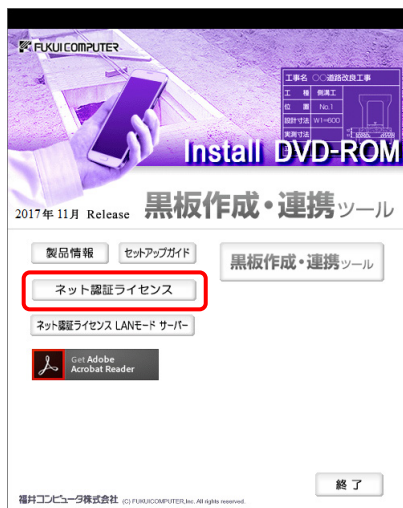 FUKUI COMPUTER
工事名 ○○道路改良工事
工種 側溝工
位置 No.1
設計寸法 W1=600
実測寸法
Install DVD-ROM
2017年11月 Release 黒板作成・連携ツール
製品情報 セットアップガイド
黒板作成・連携ツール
ネット認証ライセンス
ネット認証ライセンス LANモード サーバー
Get Adobe
Acrobat Reader
終了
福井コンピュータ株式会社 (C) FUKUICOMPUTER,Inc. All rights reserved.